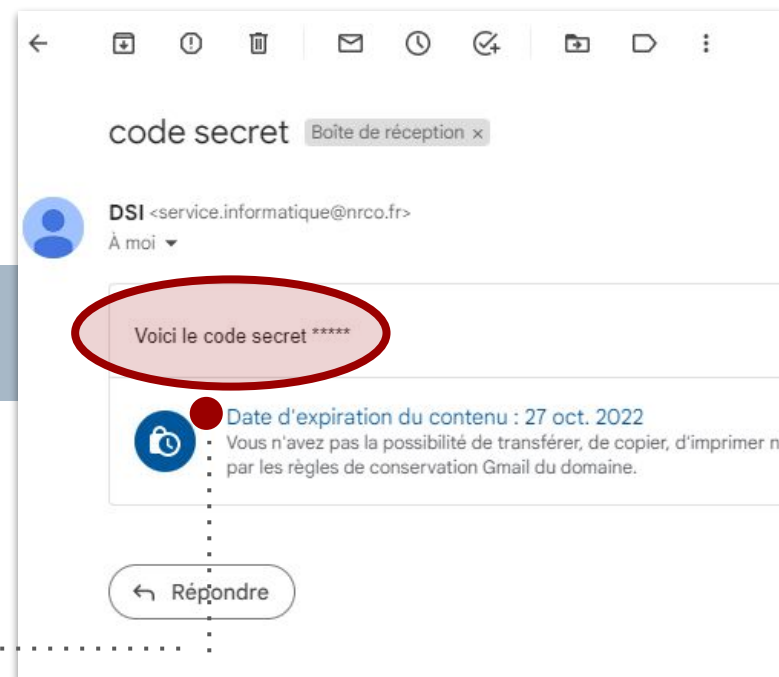 code secret Boîte de réception ×
DSI <service.informatique@nrco.fr>
À moi
Voici le code secret *****
Date d'expiration du contenu : 27 oct. 2022
Vous n'avez pas la possibilité de transférer, de copier, d'imprimer
par les règles de conservation Gmail du domaine.
Répondre